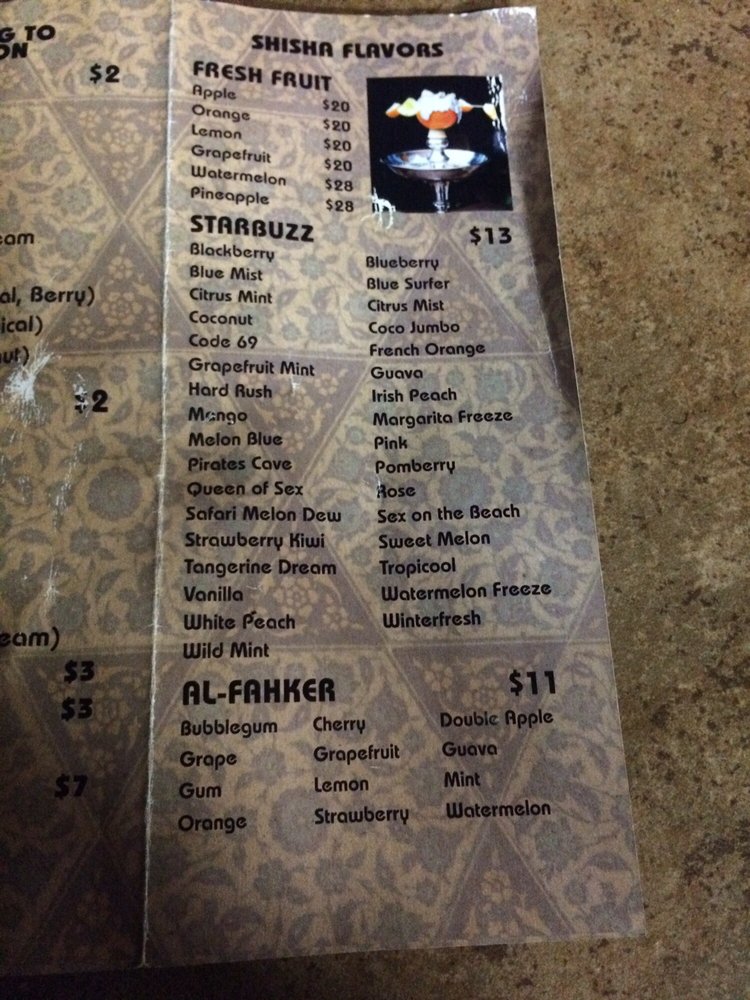 G TO
ON
$2
eam
al, Berry)
ical)
ut)
$2
eam)
$3
$3
$7
SHISHA FLAVORS
FRESH FRUIT
Apple $20
Orange $20
Lemon $20
Grapefruit $20
Watermelon $28
Pineapple $28
STARBUZZ $13
Blackberry Blueberry
Blue Mist Blue Surfer
Citrus Mint Citrus Mist
Coconut Coco Jumbo
Code 69 French Orange
Grapefruit Mint Guava
Hard Rush Irish Peach
Mango Margarita Freeze
Melon Blue Pink
Pirates Cave Pomberry
Queen of Sex Rose
Safari Melon Dew Sex on the Beach
Strawberry Kiwi Sweet Melon
Tangerine Dream Tropicool
Vanilla Watermelon Freeze
White Peach Winterfresh
Wild Mint
AL-FAHKER $11
Bubblegum Cherry Double Apple
Grape Grapefruit Guava
Gum Lemon Mint
Orange Strawberry Watermelon